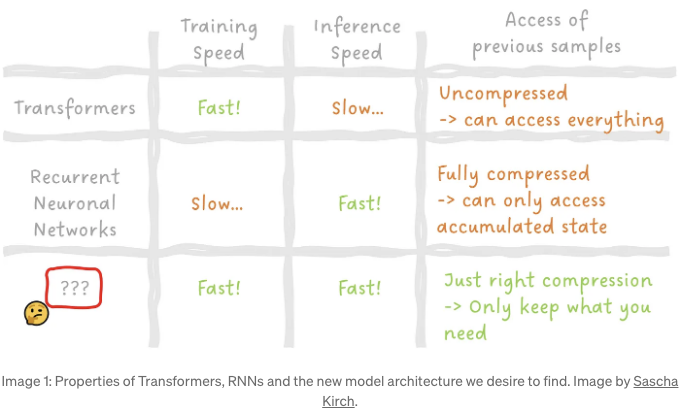 Training Speed
Inference Speed
Access of previous samples
Transformers
Fast!
Slow...
Uncompressed
-> can access everything
Recurrent
Neuronal
Networks
Slow...
Fast!
Fully compressed
-> can only access
accumulated state
???
Fast!
Fast!
Just right compression
-> Only keep what you
need
Image 1: Properties of Transformers, RNNs and the new model architecture we desire to find. Image by Sascha
Kirch.